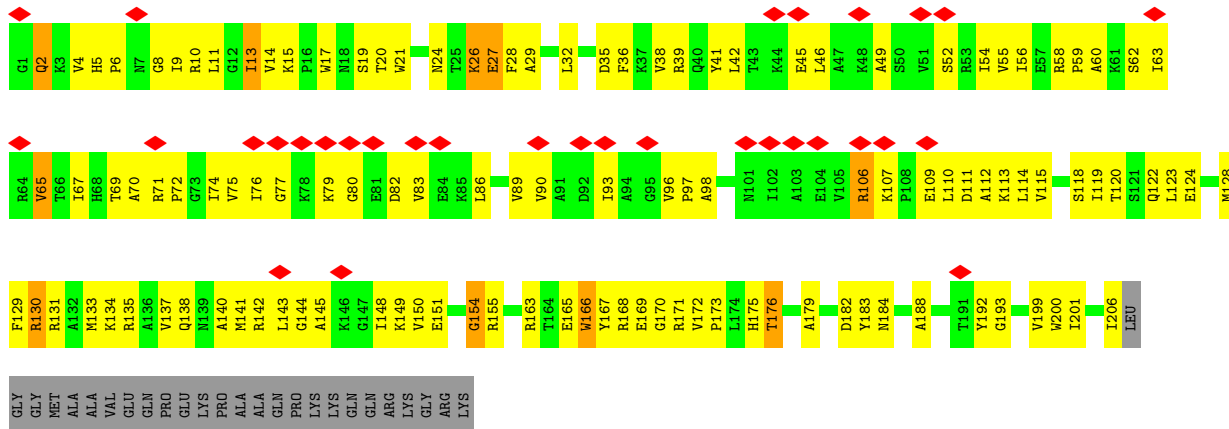 G1 Q2 K3 V4 H5 P6 N7 G8 I9 R10 L11 G12 I13 V14 K15 P16 W17 N18 S19 T20 W21 N24 T25 K26 E27 F28 A29 L32 D35 F36 K37 V38 R39 Q40 Y41 L42 T43 K44 E45 L46 A47 K48 A49 S50 V51 S52 R53 I54 V55 I56 E57 R58 P59 A60 K61 S62 I63
R64 V65 T66 I67 H68 T69 A70 R71 P72 G73 I74 V75 I76 G77 K78 K79 G80 E81 D82 V83 E84 K85 L86 V89 V90 A91 D92 I93 A94 G95 V96 P97 A98 N101 I102 A103 E104 V105 R106 K107 P108 E109 L110 D111 A112 K113 L114 V115 S118 I119 T120 S121 Q122 L123 E124 M128
F129 R130 R131 A132 M133 K134 R135 A136 V137 Q138 N139 A140 M141 R142 L143 G144 A145 K146 G147 I148 K149 V150 E151 G154 R155 R163 T164 E165 W166 Y167 R168 E169 G170 R171 V172 P173 L174 H175 T176 A179 D182 Y183 N184 A188 T191 Y192 G193 V199 W200 I201 I206 LEU
GLY GLY MET ALA ALA VAL GLU GLN PRO GLU LYS PRO ALA ALA GLN PRO LYS LYS GLN GLN ARG LYS GLY ARG LYS